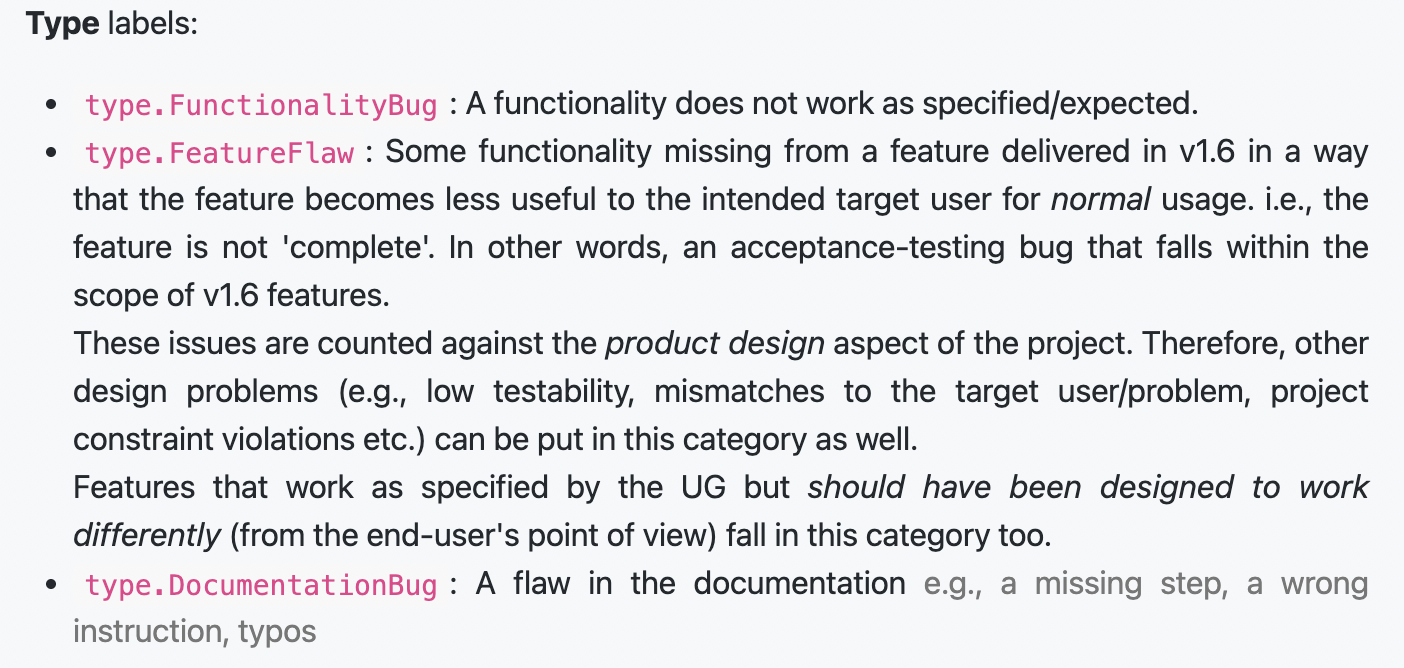 Type labels:
• type.FunctionalityBug : A functionality does not work as specified/expected.
• type.FeatureFlaw : Some functionality missing from a feature delivered in v1.6 in a way
that the feature becomes less useful to the intended target user for normal usage. i.e., the
feature is not 'complete'. In other words, an acceptance-testing bug that falls within the
scope of v1.6 features.
These issues are counted against the product design aspect of the project. Therefore, other
design problems (e.g., low testability, mismatches to the target user/problem, project
constraint violations etc.) can be put in this category as well.
Features that work as specified by the UG but should have been designed to work
differently (from the end-user's point of view) fall in this category too.
• type.DocumentationBug : A flaw in the documentation e.g., a missing step, a wrong
instruction, typos